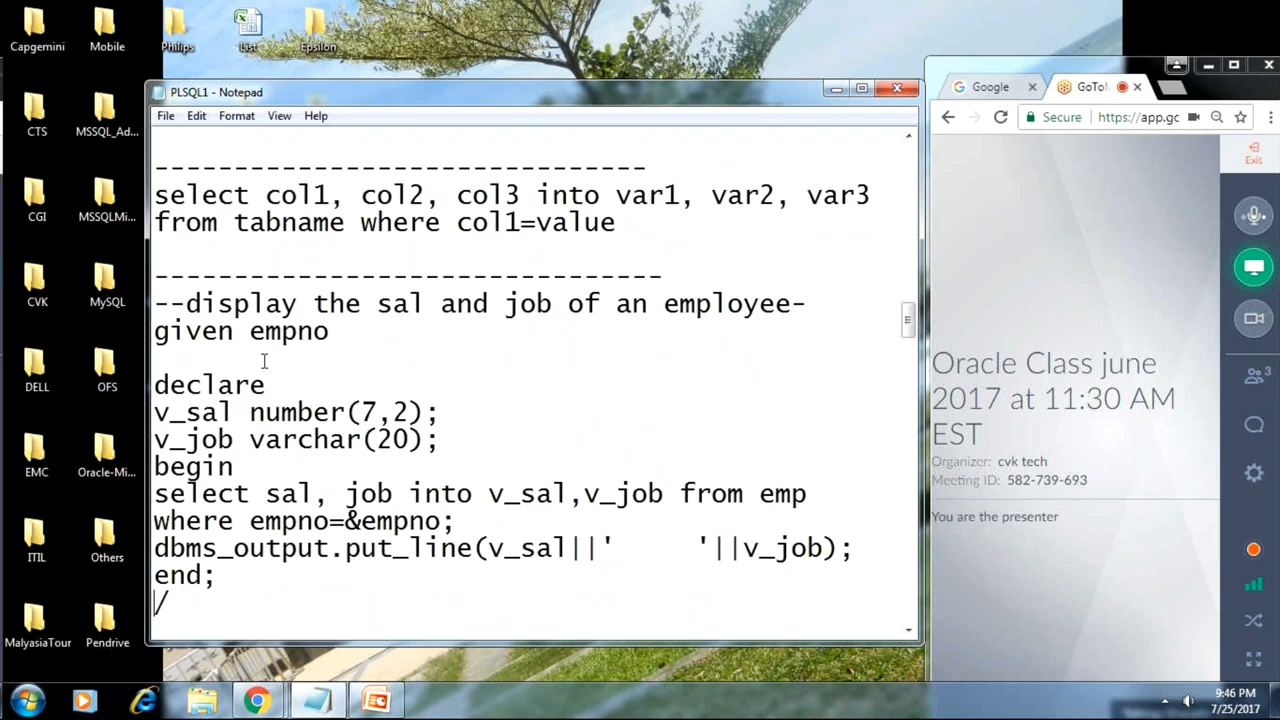 Capgemini
Mobile
Philips
List
Epsilon
CTS
MSSQL_Ad...
CGI
MSSQLMi...
CVK
MySQL
DELL
OFS
EMC
Oracle-Mi...
ITIL
Others
MalyasiaTour
Pendrive
PLSQL1 - Notepad
File Edit Format View Help
-------------------------------
select col1, col2, col3 into var1, var2, var3
from tabname where col1=value
--------------------------------
--display the sal and job of an employee-
given empno
declare
v_sal number(7,2);
v_job varchar(20);
begin
select sal, job into v_sal,v_job from emp
where empno=&empno;
dbms_output.put_line(v_sal||'     '||v_job);
end;
/
Google
GoTo
Secure
https://app.gc
Exit
3
Oracle Class june
2017 at 11:30 AM
EST
Organizer: cvk tech
Meeting ID: 582-739-693
You are the presenter
9:46 PM
7/25/2017